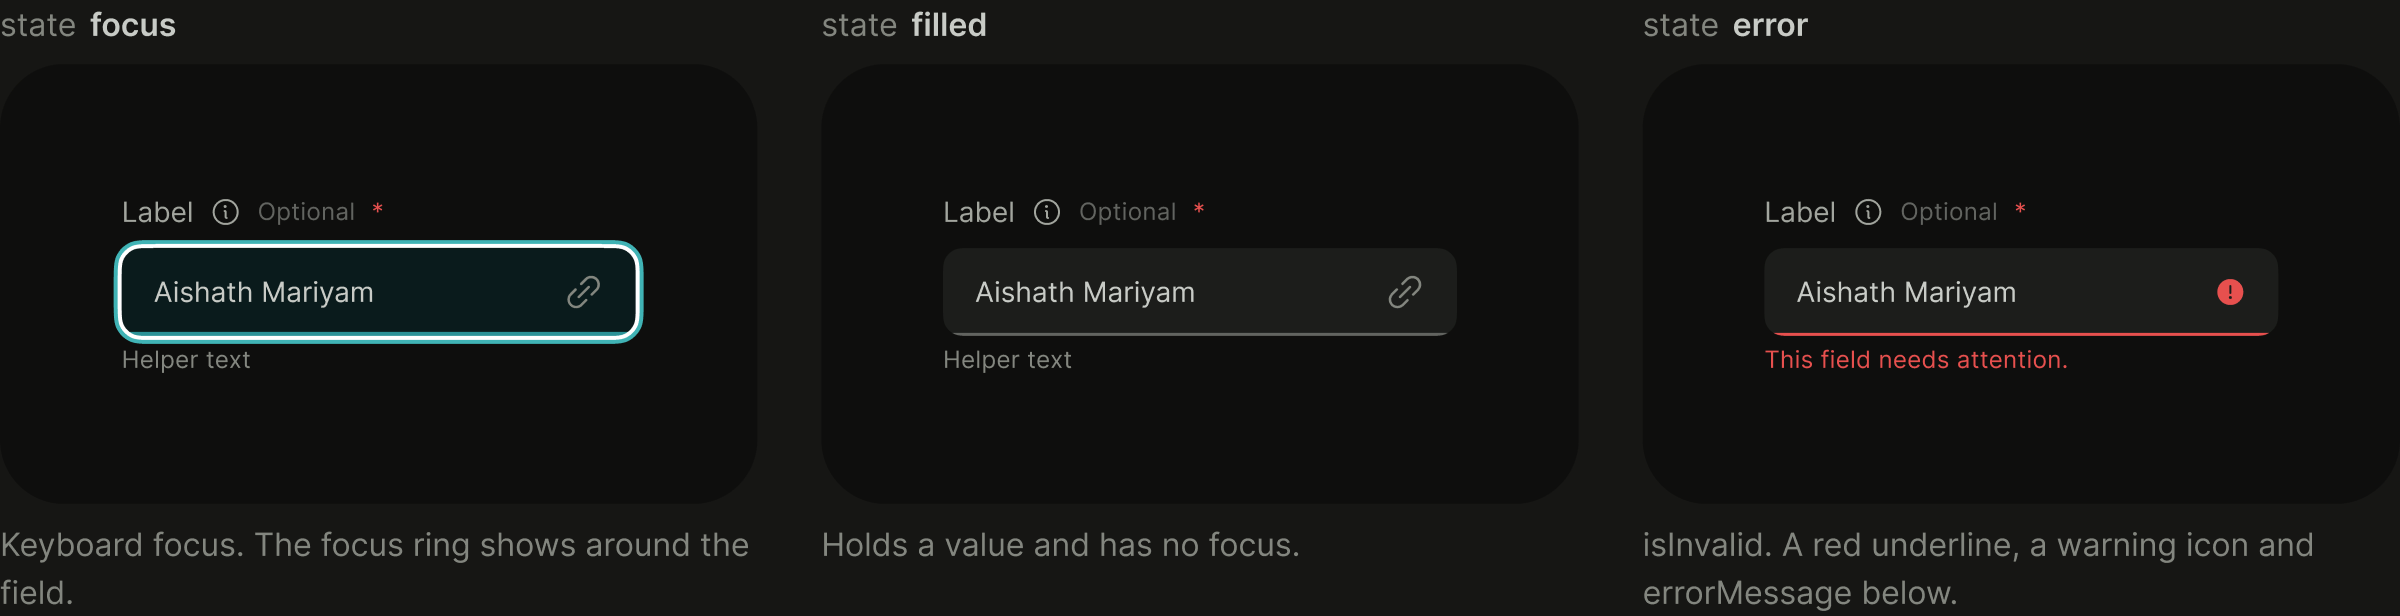 state focus
Label Optional *
Aishath Mariyam
Helper text
Keyboard focus. The focus ring shows around the
field.
state filled
Label Optional *
Aishath Mariyam
Helper text
Holds a value and has no focus.
state error
Label Optional *
Aishath Mariyam
This field needs attention.
isInvalid. A red underline, a warning icon and
errorMessage below.